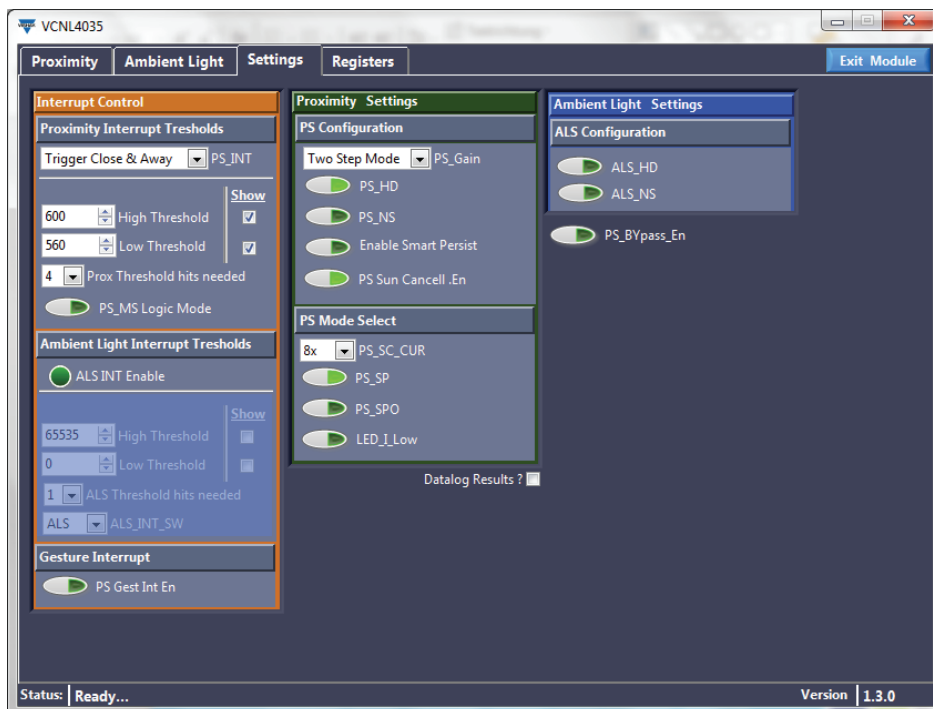 VCNL4035
Proximity Ambient Light Settings Registers Exit Module
Interrupt Control
Proximity Interrupt Tresholds
Trigger Close & Away PS_INT
Show
600 High Threshold
560 Low Threshold
4 Prox Threshold hits needed
PS_MS Logic Mode
Ambient Light Interrupt Tresholds
ALS INT Enable
Show
65535 High Threshold
0 Low Threshold
1 ALS Threshold hits needed
ALS ALS_INT_SW
Gesture Interrupt
PS Gest Int En
Proximity Settings
PS Configuration
Two Step Mode PS_Gain
PS_HD
PS_NS
Enable Smart Persist
PS Sun Cancell .En
PS Mode Select
8x PS_SC_CUR
PS_SP
PS_SPO
LED_I_Low
Datalog Results ?
Ambient Light Settings
ALS Configuration
ALS_HD
ALS_NS
PS_BYpass_En
Status: Ready... Version 1.3.0